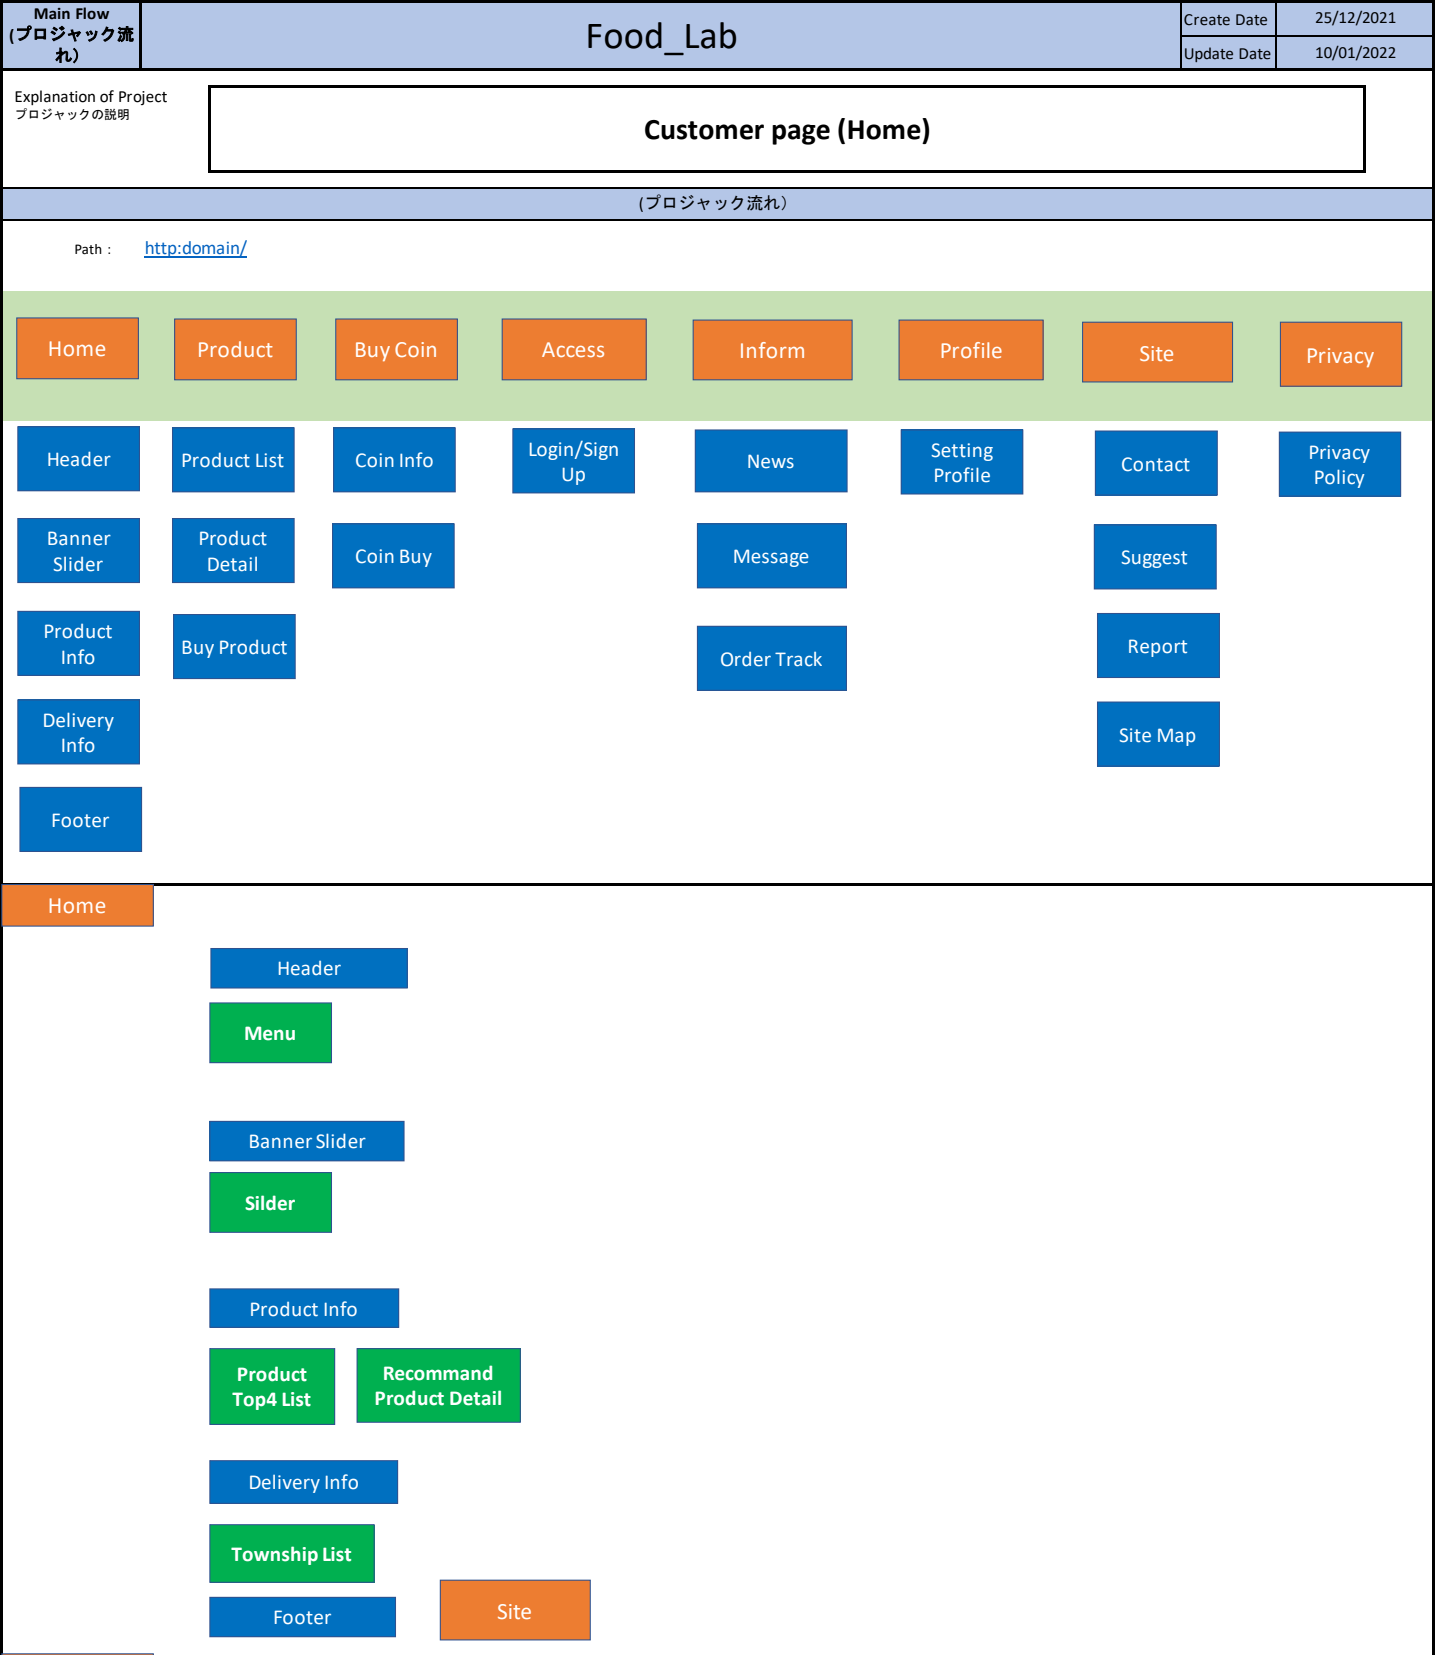 Main Flow
(プロジャック流
れ）
Food_Lab
Create Date
25/12/2021
Update Date
10/01/2022
Explanation of Project
プロジャックの説明
Customer page (Home)
(プロジャック流れ）
Path :
http:domain/
Home
Product
Buy Coin
Access
Inform
Profile
Site
Privacy
Header
Product List
Coin Info
Login/Sign
Up
News
Setting
Profile
Contact
Privacy
Policy
Banner
Slider
Product
Detail
Coin Buy
Message
Suggest
Product
Info
Buy Product
Order Track
Report
Delivery
Info
Site Map
Footer
Home
Header
Menu
Banner Slider
Silder
Product Info
Product
Top4 List
Recommand
Product Detail
Delivery Info
Township List
Footer
Site